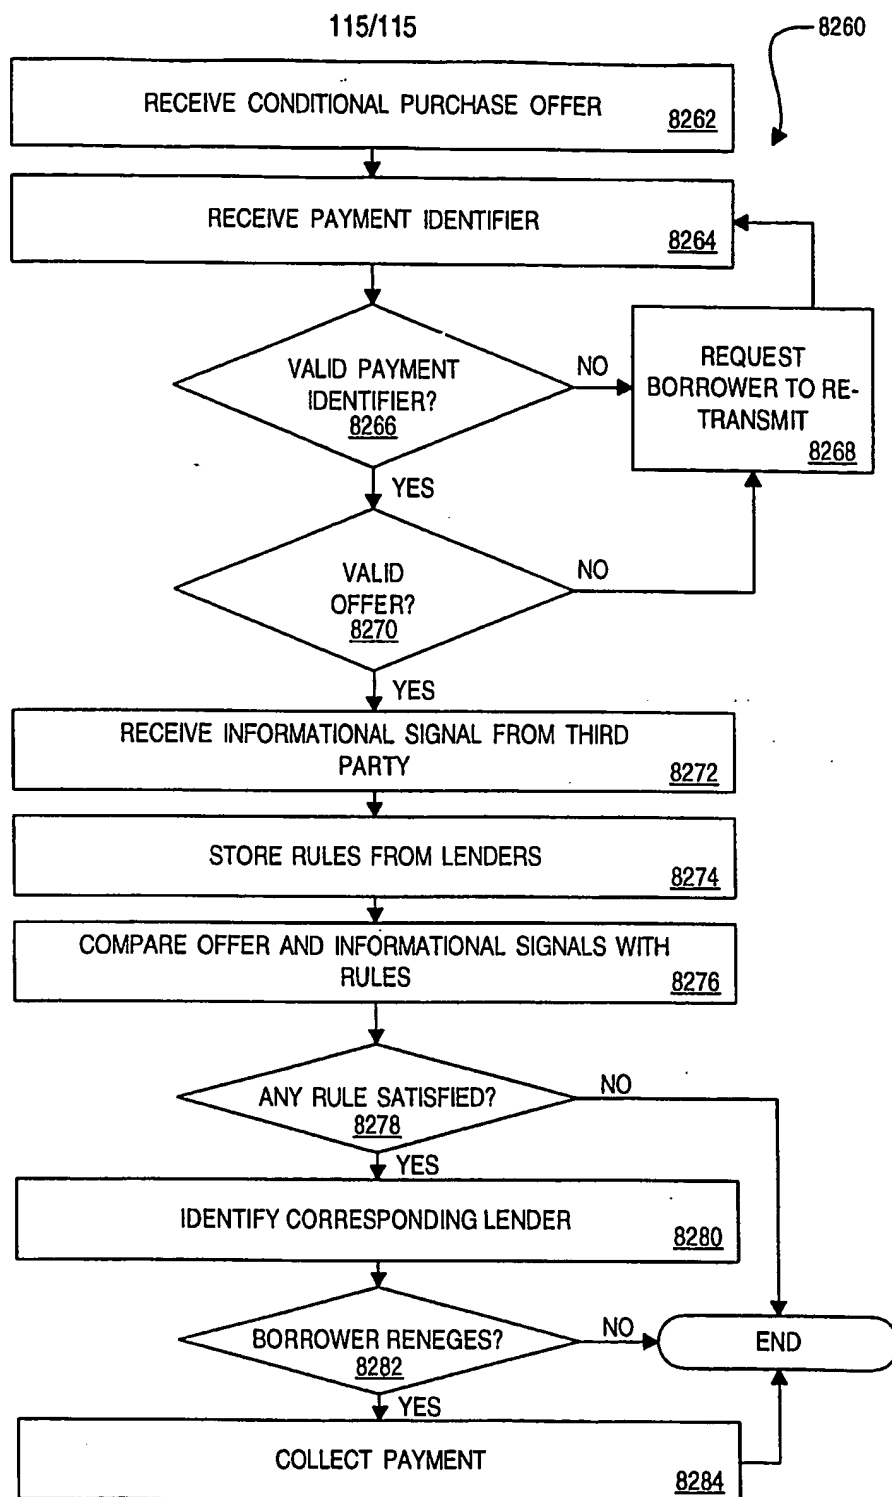 115/115
8260
RECEIVE CONDITIONAL PURCHASE OFFER
8262
RECEIVE PAYMENT IDENTIFIER
8264
VALID PAYMENT
IDENTIFIER?
8266
NO
REQUEST
BORROWER TO RE-
TRANSMIT
8268
YES
VALID
OFFER?
8270
NO
YES
RECEIVE INFORMATIONAL SIGNAL FROM THIRD
PARTY
8272
STORE RULES FROM LENDERS
8274
COMPARE OFFER AND INFORMATIONAL SIGNALS WITH
RULES
8276
ANY RULE SATISFIED?
8278
NO
YES
IDENTIFY CORRESPONDING LENDER
8280
BORROWER RENEGES?
8282
NO
END
YES
COLLECT PAYMENT
8284